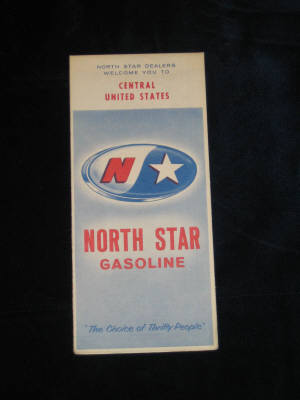 NORTH STAR DEALERS
WELCOME YOU TO
CENTRAL
UNITED STATES
N
NORTH STAR
GASOLINE
"The Choice of Thrifty People"